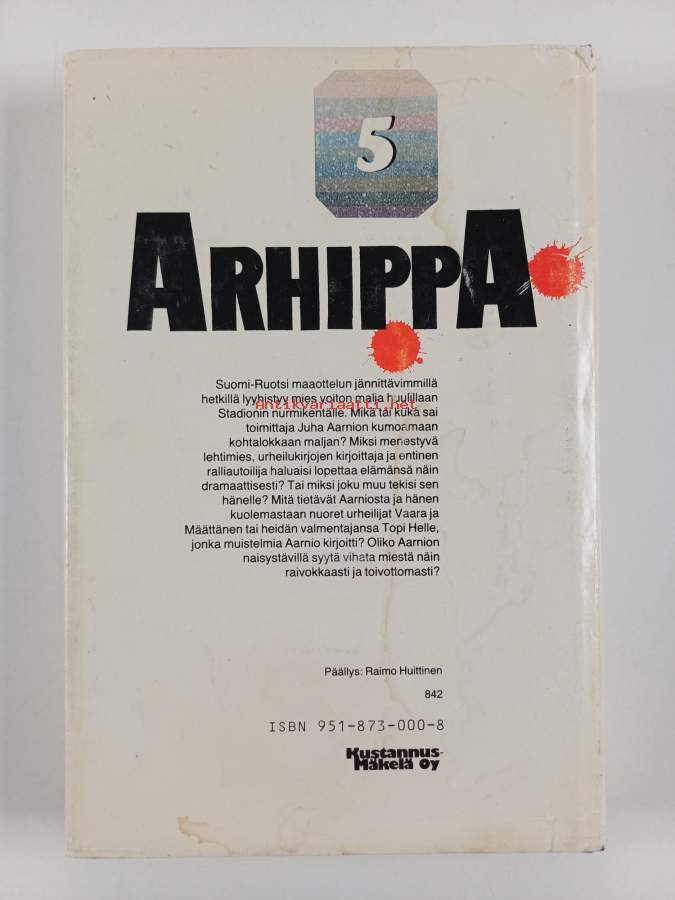 5
ARHIPPA
Suomi-Ruotsi maaottelun jännittävimmillä
hetkillä lyyhistyy mies voiton malja huulillaan
Antikvariaatti.net
Stadionin nurmikentälle. Mikä tai kuka sai
toimittaja Juha Aarnion kumoamaan
kohtalokkaan maljan? Miksi menestyvä
lehtimies, urheilukirjojen kirjoittaja ja entinen
ralliautoilija haluaisi lopettaa elämänsä näin
dramaattisesti? Tai miksi joku muu tekisi sen
hänelle? Mitä tietävät Aarniosta ja hänen
kuolemastaan nuoret urheilijat Vaara ja
Määttänen tai heidän valmentajansa Topi Helle,
jonka muistelmia Aarnio kirjoitti? Oliko Aarnion
naisystävillä syytä vihata miestä näin
raivokkaasti ja toivottomasti?
Päällys: Raimo Huittinen
842
ISBN 951-873-000-8
Kustannus-
Mäkelä Oy